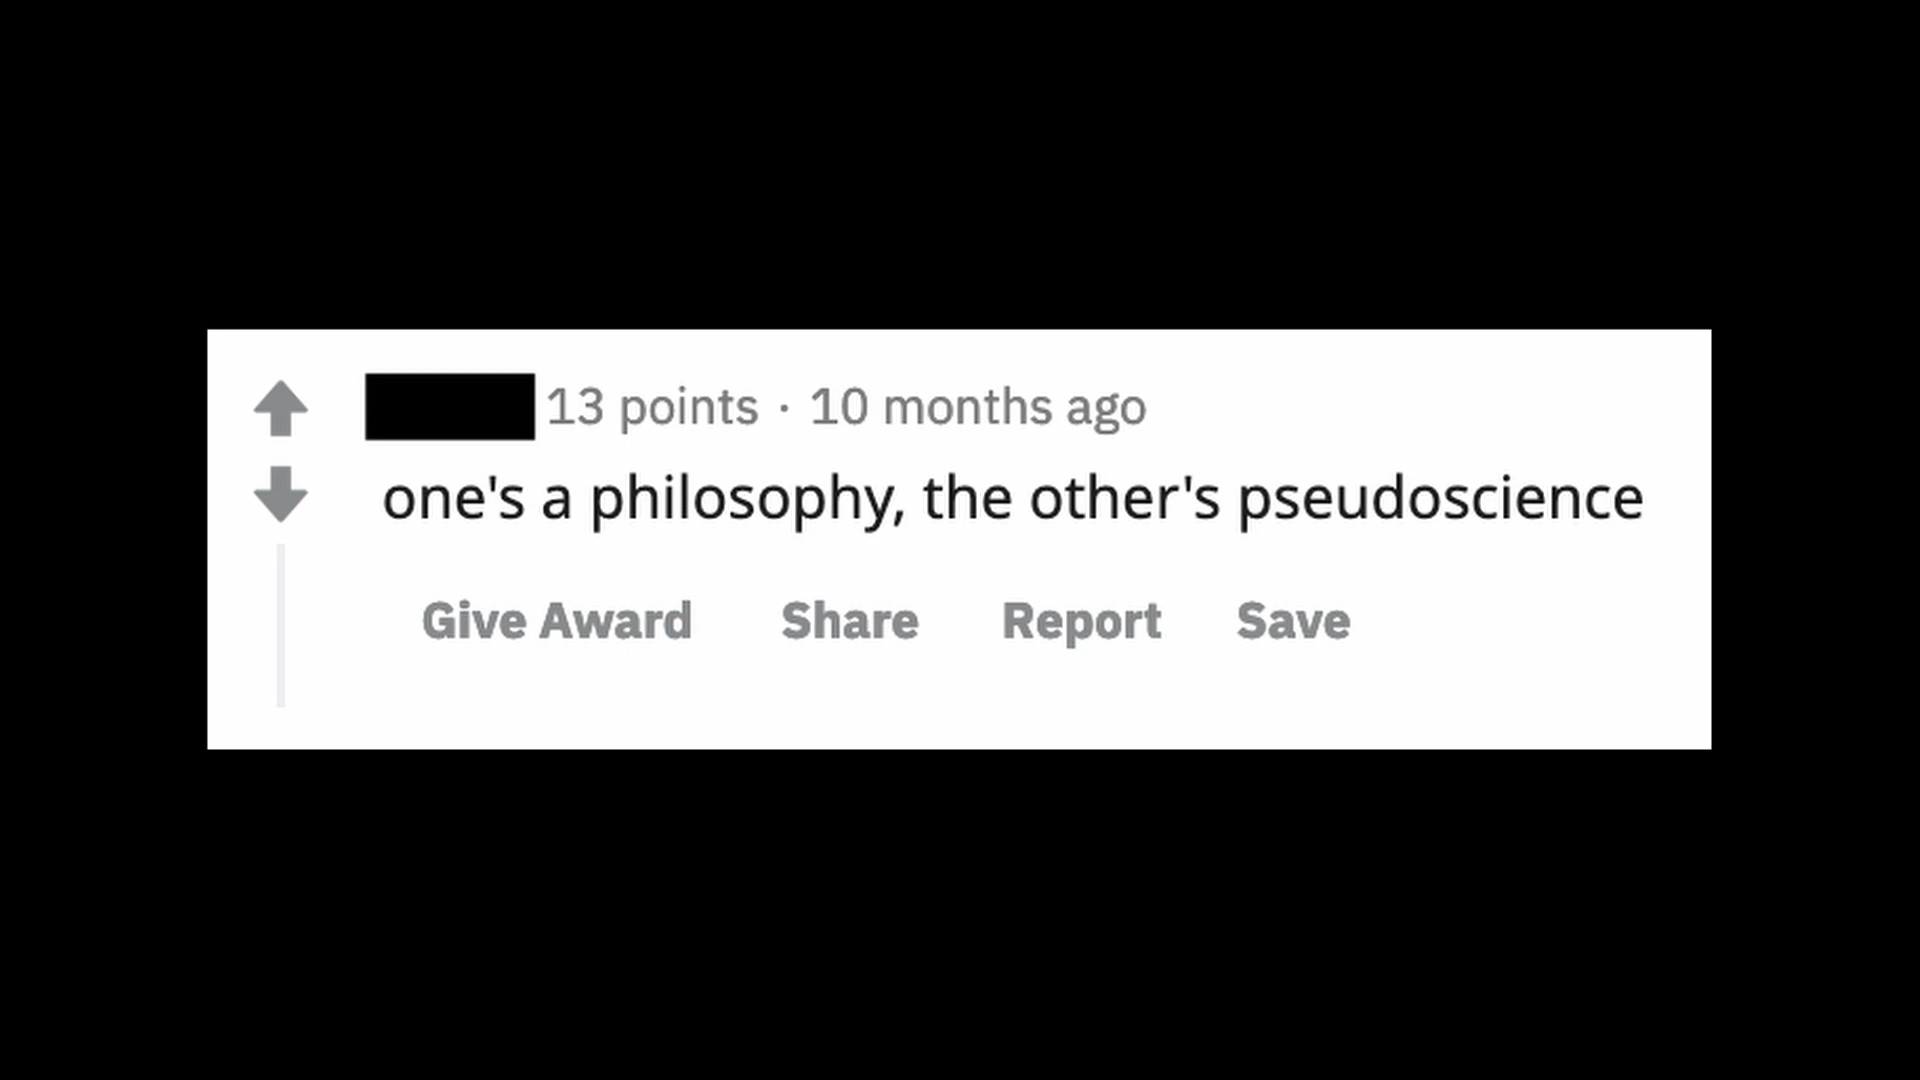 13 points · 10 months ago
one's a philosophy, the other's pseudoscience
Give Award Share Report Save